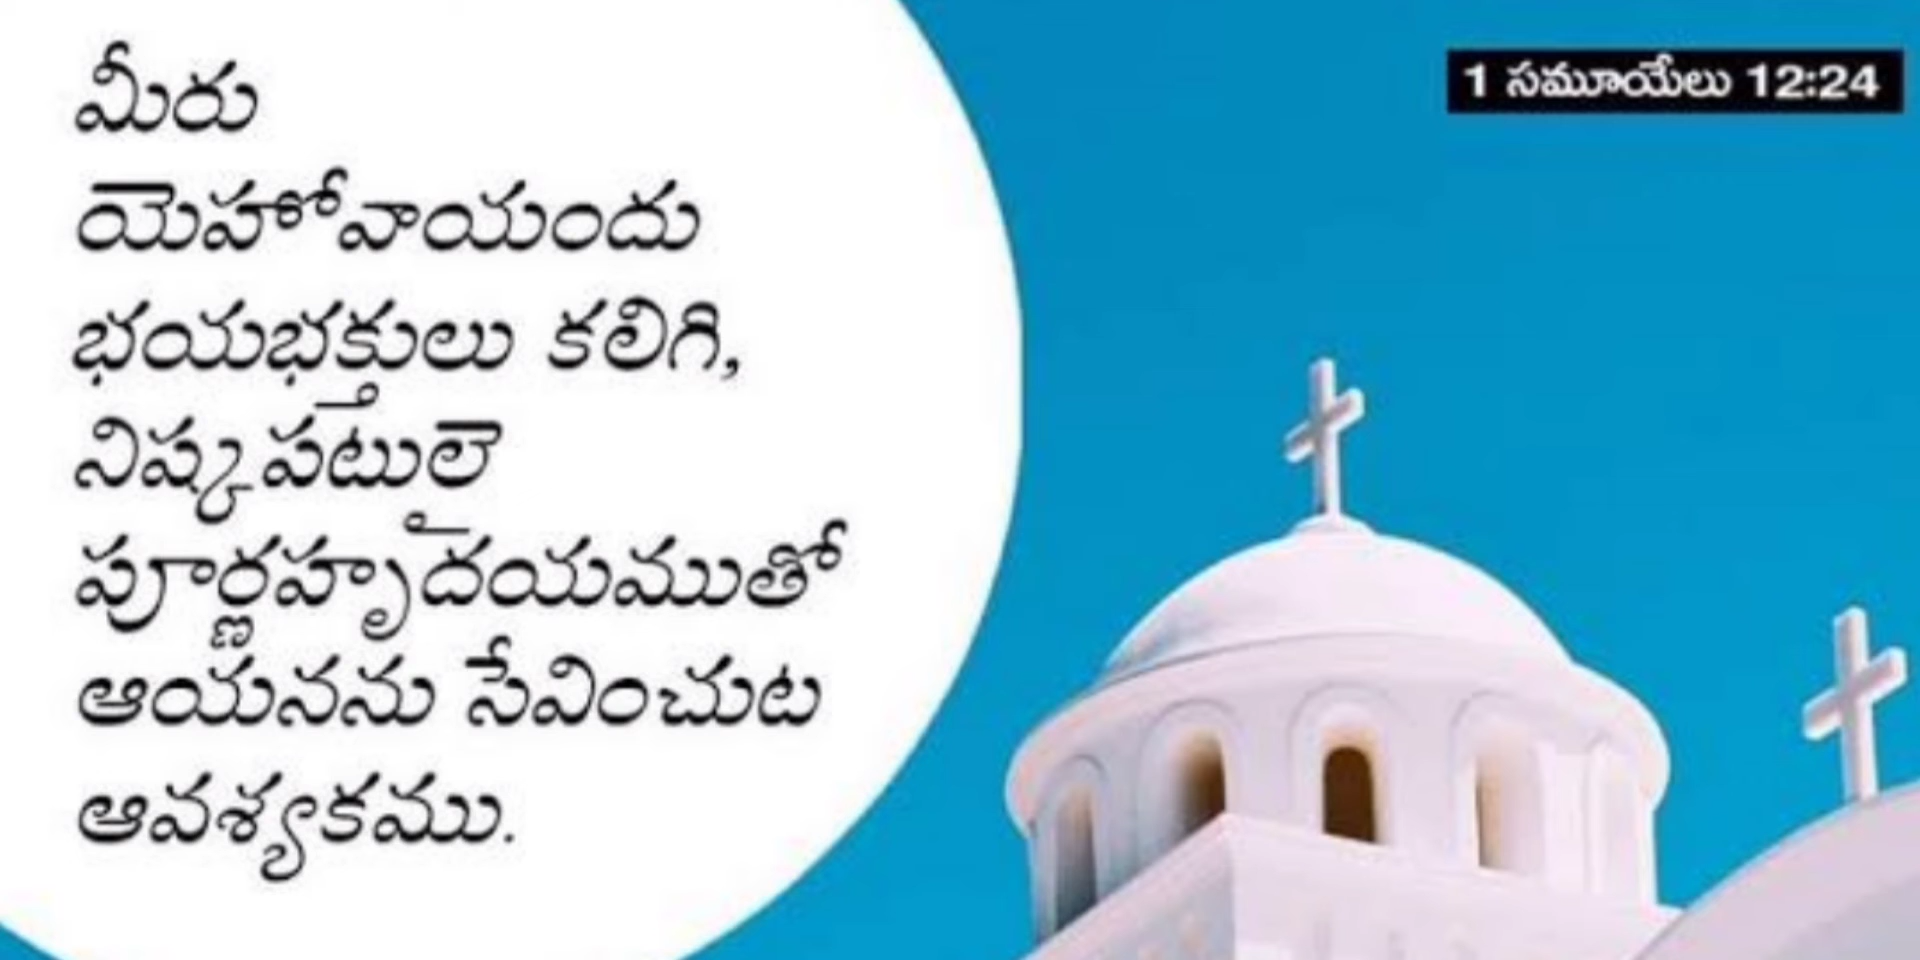 మీరు
యెహోవాయందు
భయభక్తులు కలిగి,
నిష్కపటులై
పూర్ణహృదయముతో
ఆయనను సేవించుట
ఆవశ్యకము.
1 సమూయేలు 12:24